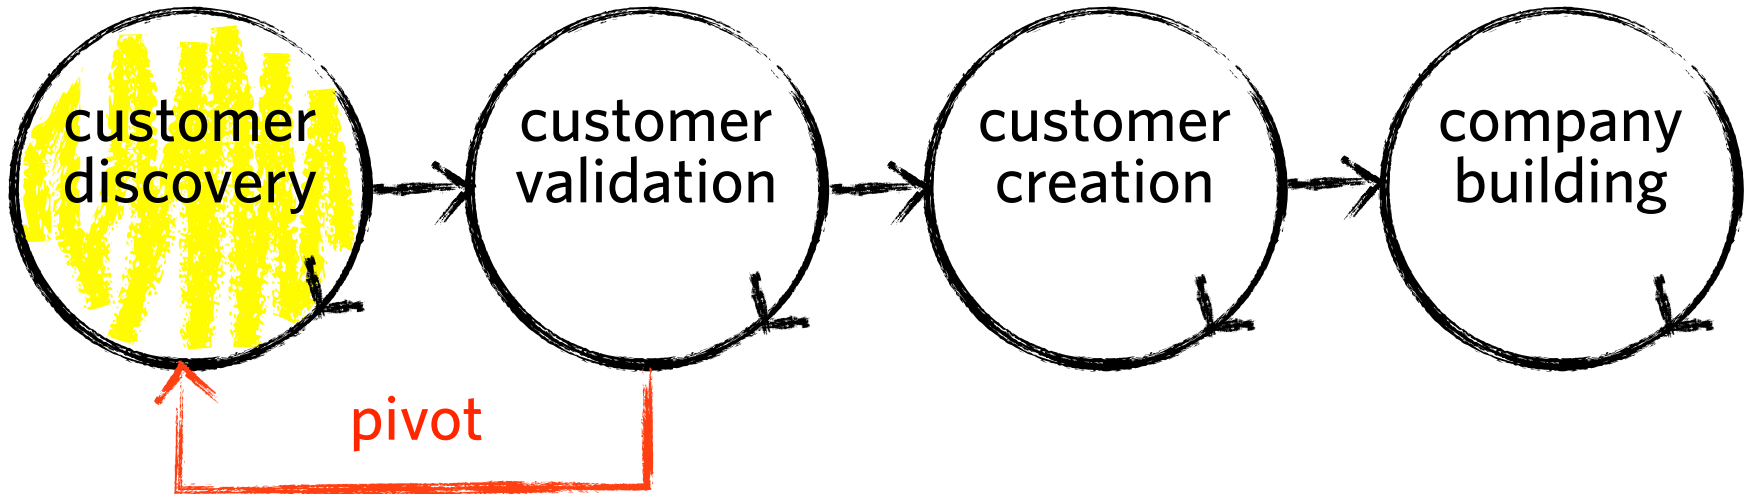 customer
discovery
customer
validation
customer
creation
company
building
pivot